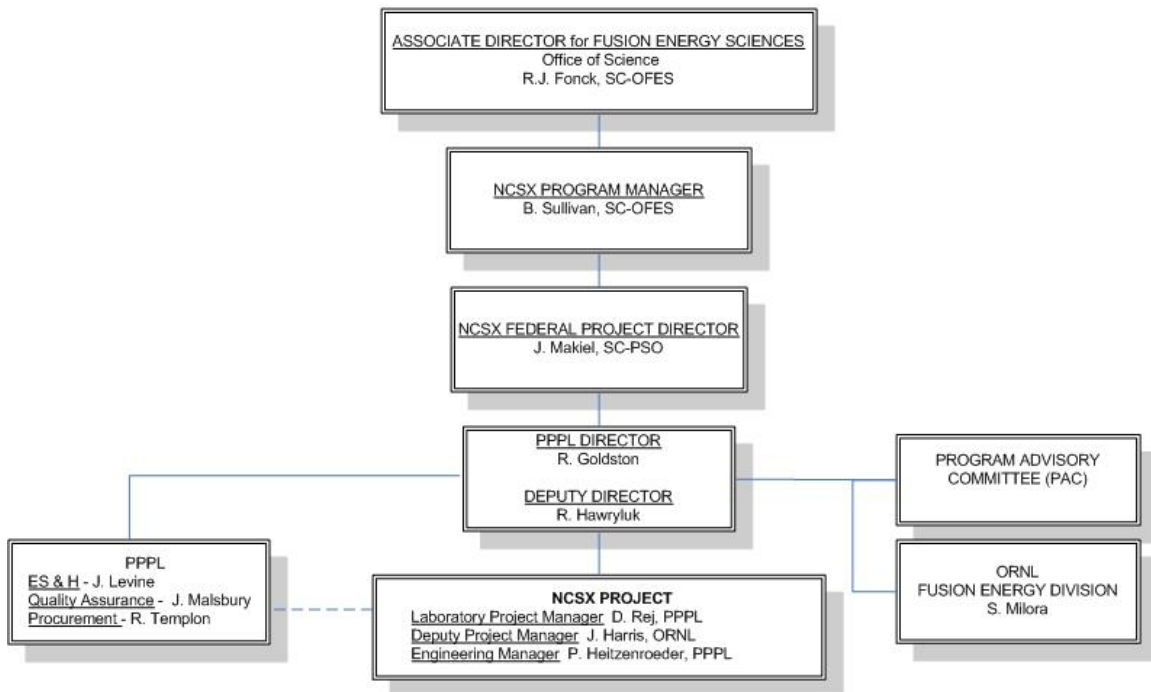 ASSOCIATE DIRECTOR for FUSION ENERGY SCIENCES
Office of Science
R.J. Fonck, SC-OFES
NCSX PROGRAM MANAGER
B. Sullivan, SC-OFES
NCSX FEDERAL PROJECT DIRECTOR
J. Makiel, SC-PSO
PPPL DIRECTOR
R. Goldston
DEPUTY DIRECTOR
R. Hawryluk
PROGRAM ADVISORY
COMMITTEE (PAC)
PPPL
ES & H - J. Levine
Quality Assurance - J. Malsbury
Procurement - R. Templon
NCSX PROJECT
Laboratory Project Manager D. Rej, PPPL
Deputy Project Manager J. Harris, ORNL
Engineering Manager P. Heitzenroeder, PPPL
ORNL
FUSION ENERGY DIVISION
S. Milora